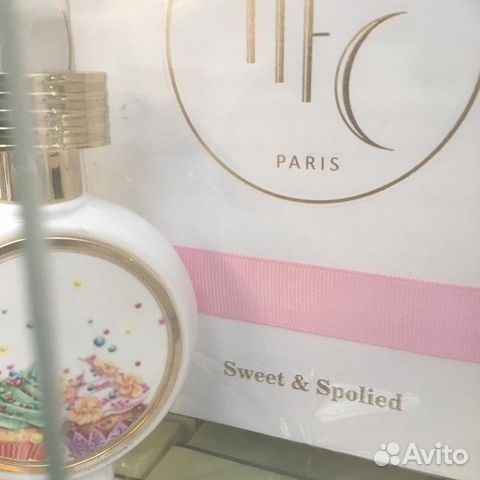 HFC
PARIS
Sweet & Spolied
Avito